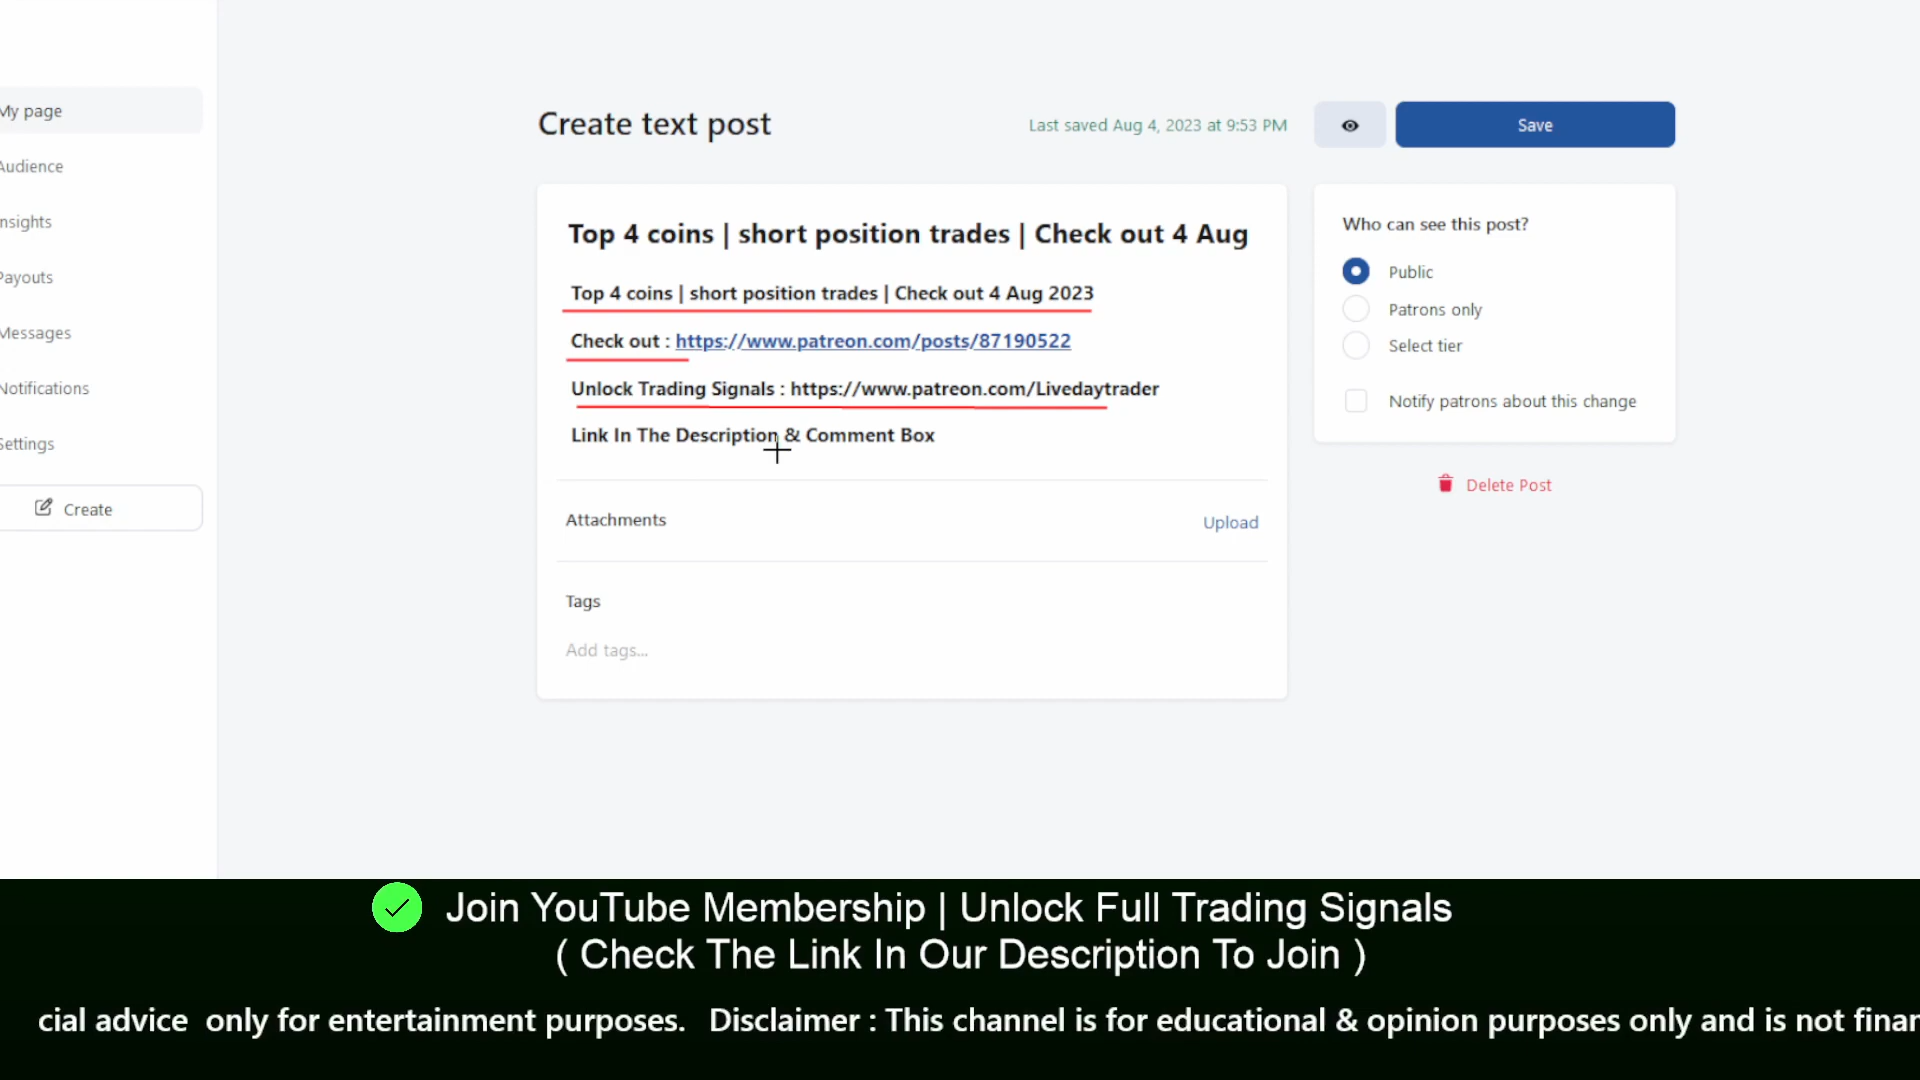 My page
Audience
Insights
Payouts
Messages
Notifications
Settings
Create
Create text post
Last saved Aug 4, 2023 at 9:53 PM
Save
Top 4 coins | short position trades | Check out 4 Aug
Top 4 coins | short position trades | Check out 4 Aug 2023
Check out : https://www.patreon.com/posts/87190522
Unlock Trading Signals : https://www.patreon.com/Livedaytrader
Link In The Description & Comment Box
Attachments
Upload
Tags
Add tags...
Who can see this post?
Public
Patrons only
Select tier
Notify patrons about this change
Delete Post
Join YouTube Membership | Unlock Full Trading Signals
( Check The Link In Our Description To Join )
cial advice only for entertainment purposes. Disclaimer : This channel is for educational & opinion purposes only and is not finan